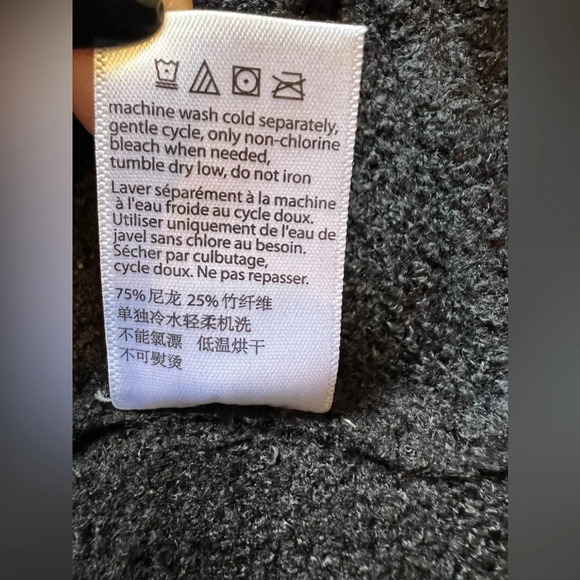 machine wash cold separately,
gentle cycle, only non-chlorine
bleach when needed,
tumble dry low, do not iron
Laver séparément à la machine
à l'eau froide au cycle doux.
Utiliser uniquement de l'eau de
javel sans chlore au besoin.
Sécher par culbutage,
cycle doux. Ne pas repasser.
75% 尼龙 25% 竹纤维
单独冷水轻柔机洗
不能氯漂 低温烘干
不可熨烫